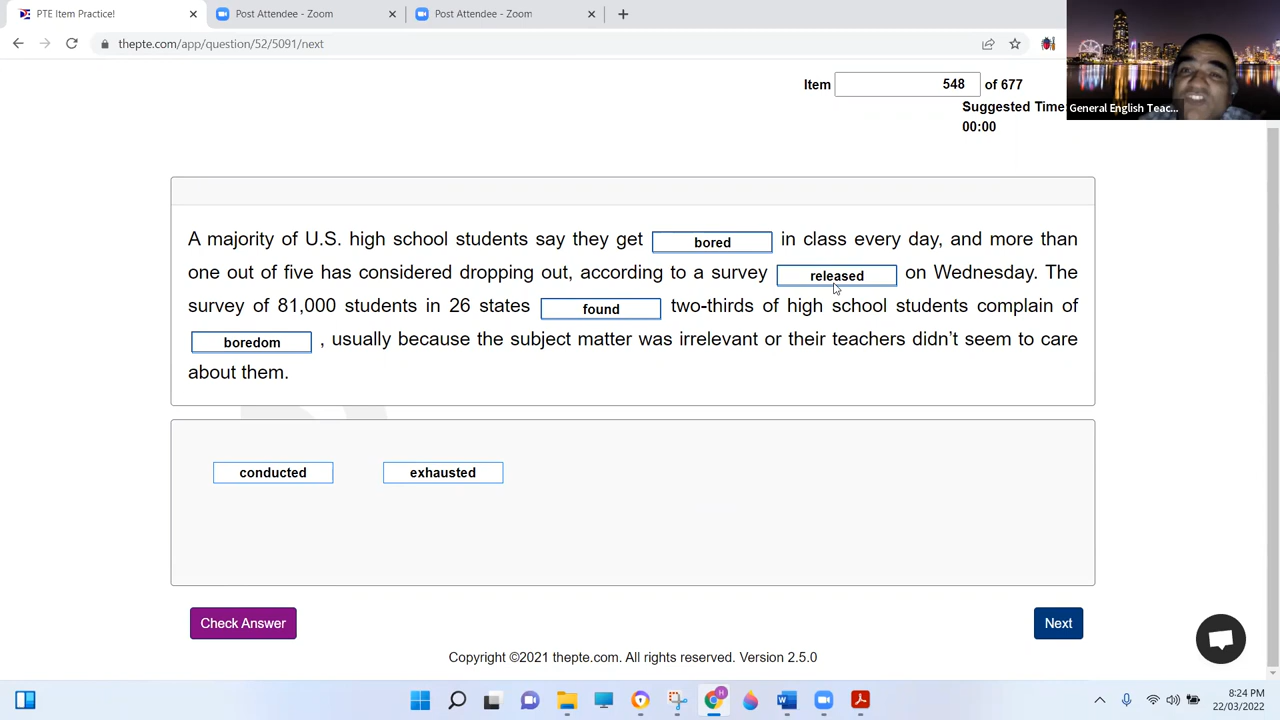 PTE Item Practice!
Post Attendee - Zoom
Post Attendee - Zoom
thepte.com/app/question/52/5091/next
General English Teac...
Item 548 of 677
Suggested Time
00:00
A majority of U.S. high school students say they get bored in class every day, and more than
one out of five has considered dropping out, according to a survey released on Wednesday. The
survey of 81,000 students in 26 states found two-thirds of high school students complain of
boredom , usually because the subject matter was irrelevant or their teachers didn't seem to care
about them.
conducted exhausted
Check Answer
Next
Copyright ©2021 thepte.com. All rights reserved. Version 2.5.0
8:24 PM
22/03/2022